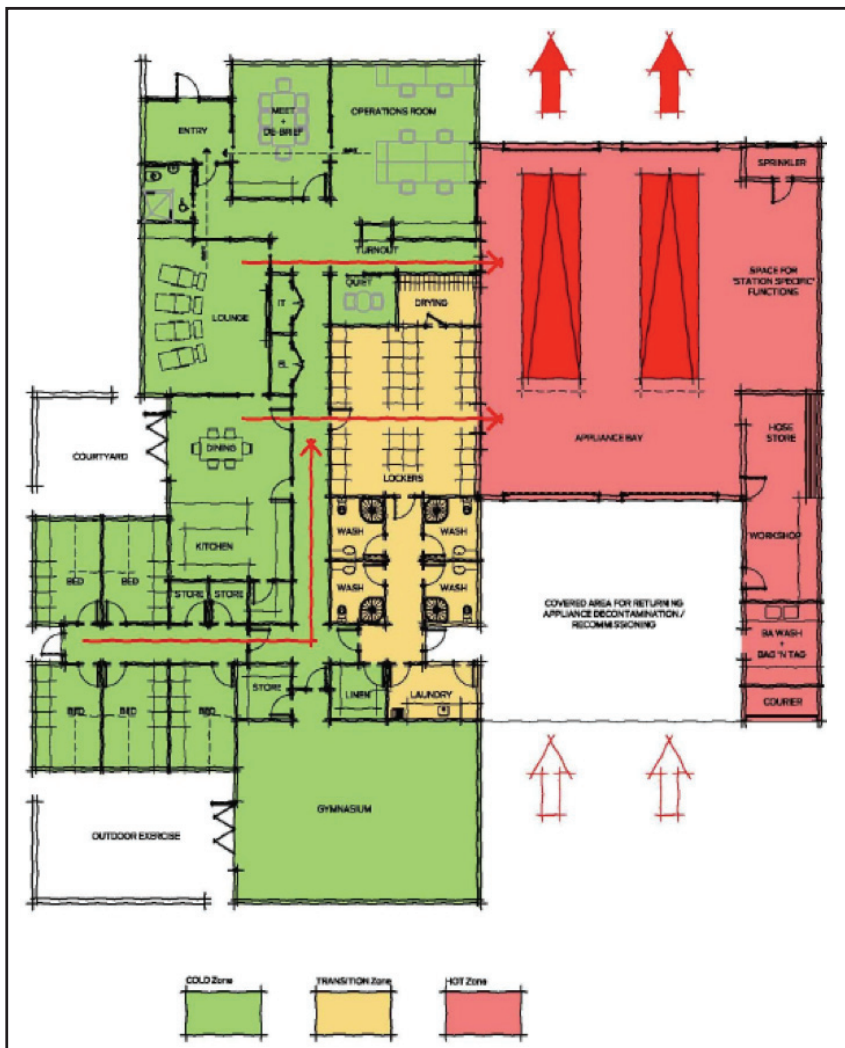 MEET
+
DE-BRIEF
OPERATIONS ROOM
ENTRY
SPRINKLER
TURNOUT
SPACE FOR
'STATION SPECIFIC'
FUNCTIONS
QUIET
IT
DRYING
LOUNGE
EL
APPLIANCE BAY
HOSE
STORE
COURTYARD
DINING
LOCKERS
WASH
WASH
KITCHEN
WORKSHOP
BED
BED
STORE
STORE
WASH
WASH
COVERED AREA FOR RETURNING
APPLIANCE DECONTAMINATION /
RECOMMISSIONING
BA WASH
+
BAG 'N TAG
STORE
LINEN
LAUNDRY
COURIER
BED
BED
BED
GYMNASIUM
OUTDOOR EXERCISE
COLD Zone
TRANSITION Zone
HOT Zone